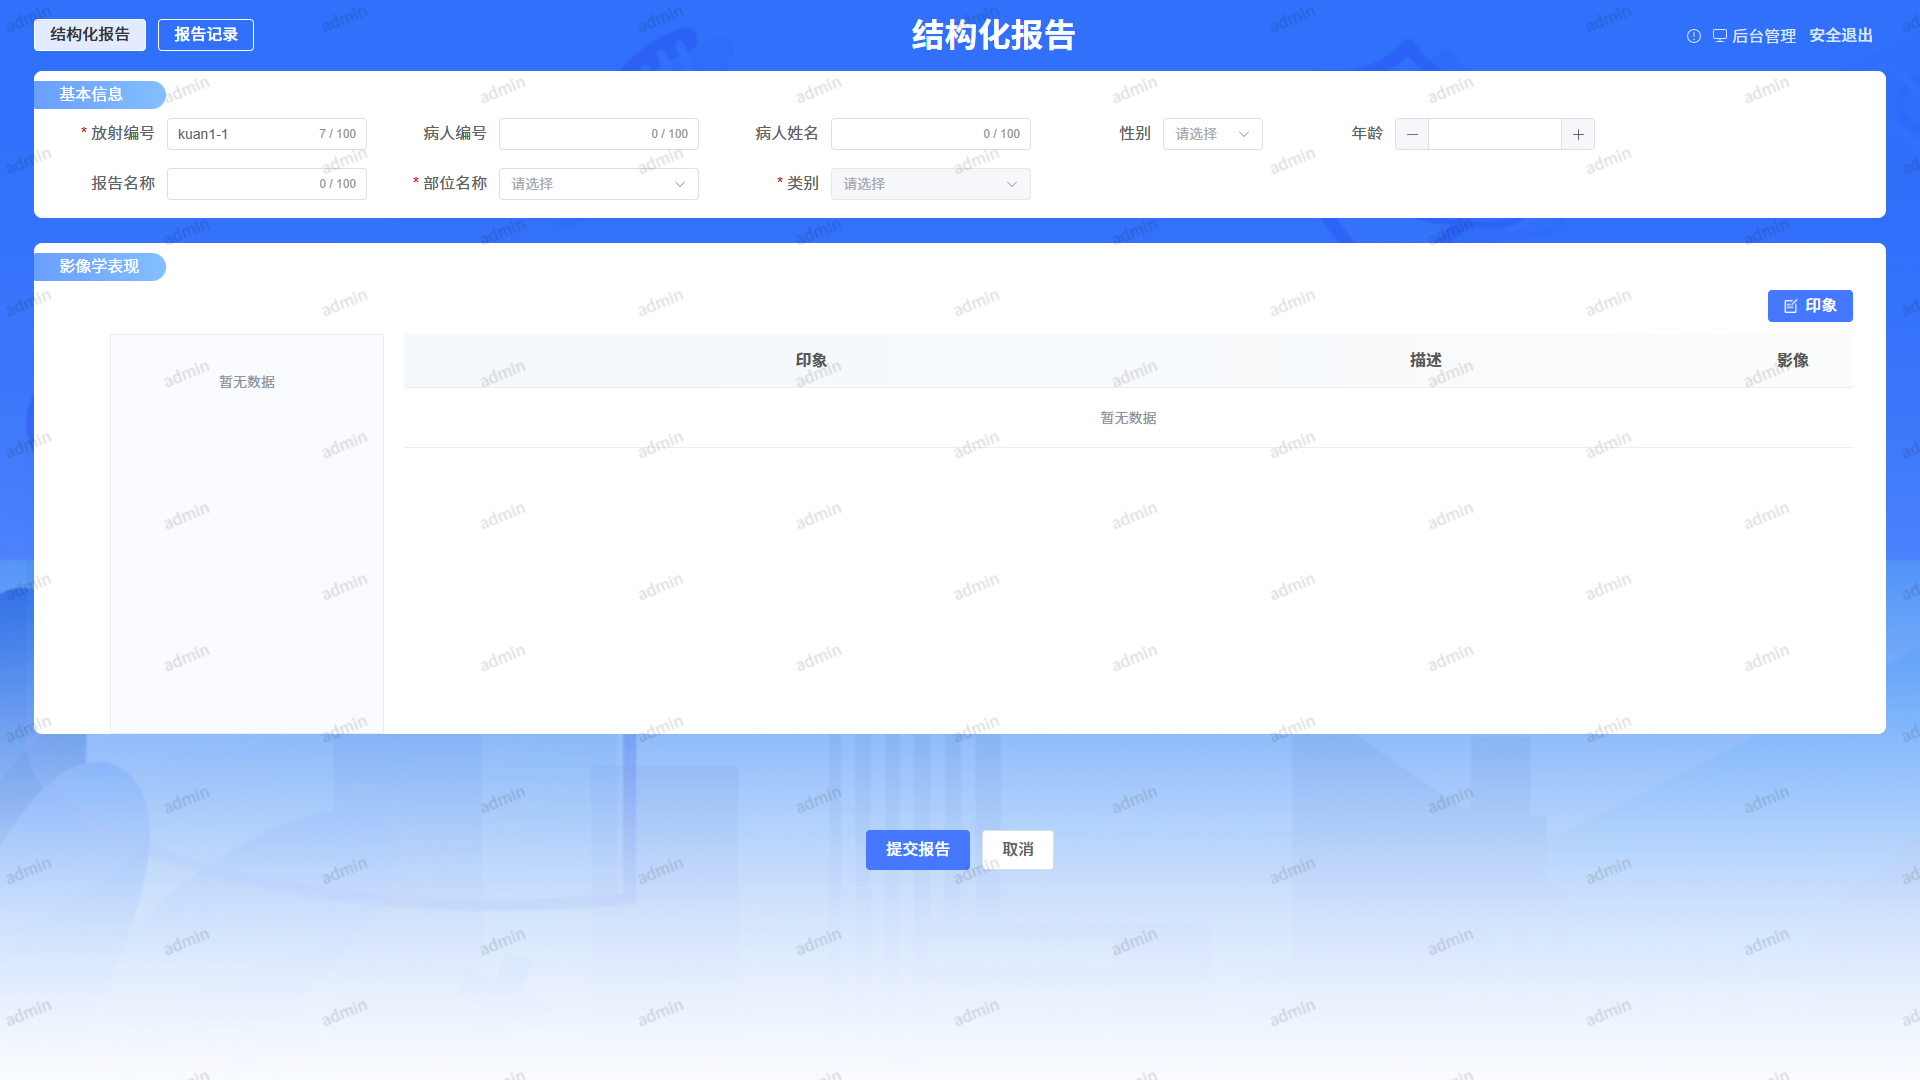 结构化报告 报告记录 结构化报告 后台管理 安全退出
基本信息
* 放射编号 kuan1-1 7 / 100 病人编号 0 / 100 病人姓名 0 / 100 性别 请选择 年龄
报告名称 0 / 100 * 部位名称 请选择 * 类别 请选择
影像学表现
印象
印象 描述 影像
暂无数据
暂无数据
提交报告 取消
admin